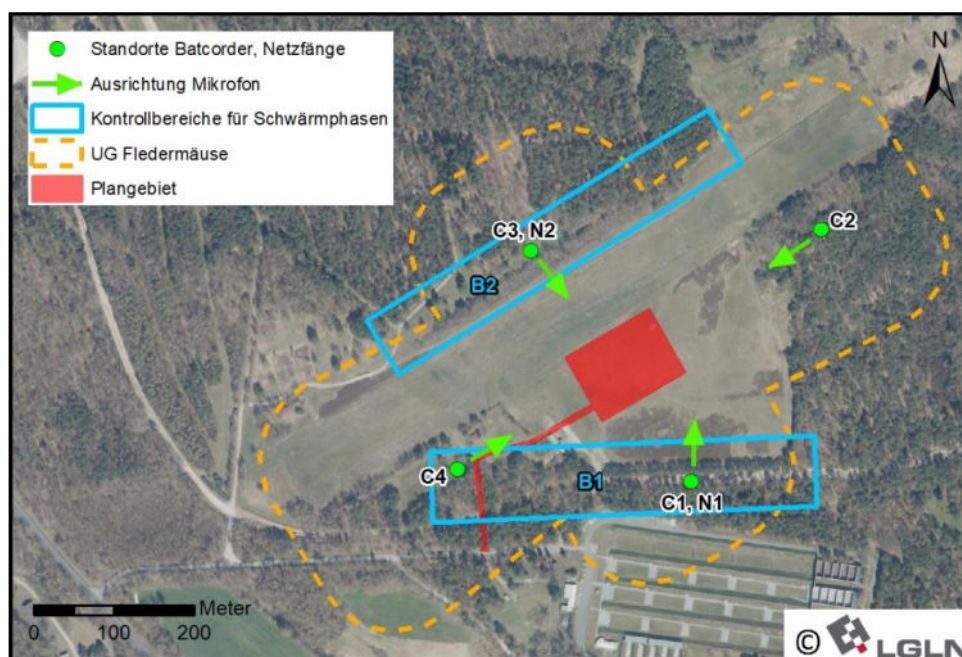 Standorte Batcorder, Netzfänge
Ausrichtung Mikrofon
Kontrollbereiche für Schwärmphasen
UG Fledermäuse
Plangebiet
N
C2
C3, N2
B2
C4
B1
C1, N1
Meter
0 100 200
© LGLN